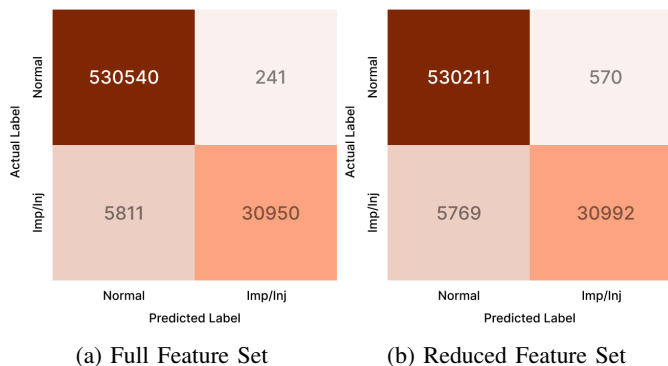 Actual Label
Normal
Imp/Inj
530540
241
5811
30950
Normal
Imp/Inj
Predicted Label
(a) Full Feature Set
Actual Label
Normal
Imp/Inj
530211
570
5769
30992
Normal
Imp/Inj
Predicted Label
(b) Reduced Feature Set